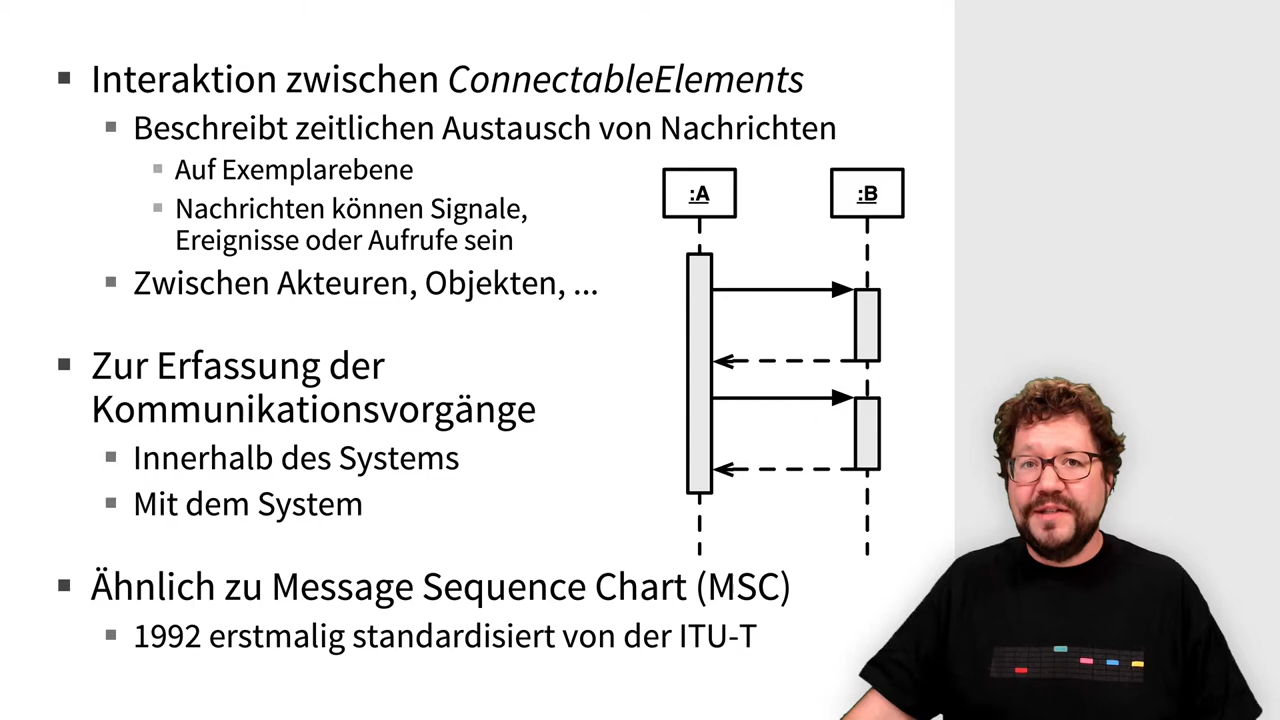 Interaktion zwischen ConnectableElements
Beschreibt zeitlichen Austausch von Nachrichten
Auf Exemplarebene
Nachrichten können Signale,
Ereignisse oder Aufrufe sein
Zwischen Akteuren, Objekten, ...
:A
:B
Zur Erfassung der
Kommunikationsvorgänge
Innerhalb des Systems
Mit dem System
Ähnlich zu Message Sequence Chart (MSC)
1992 erstmalig standardisiert von der ITU-T